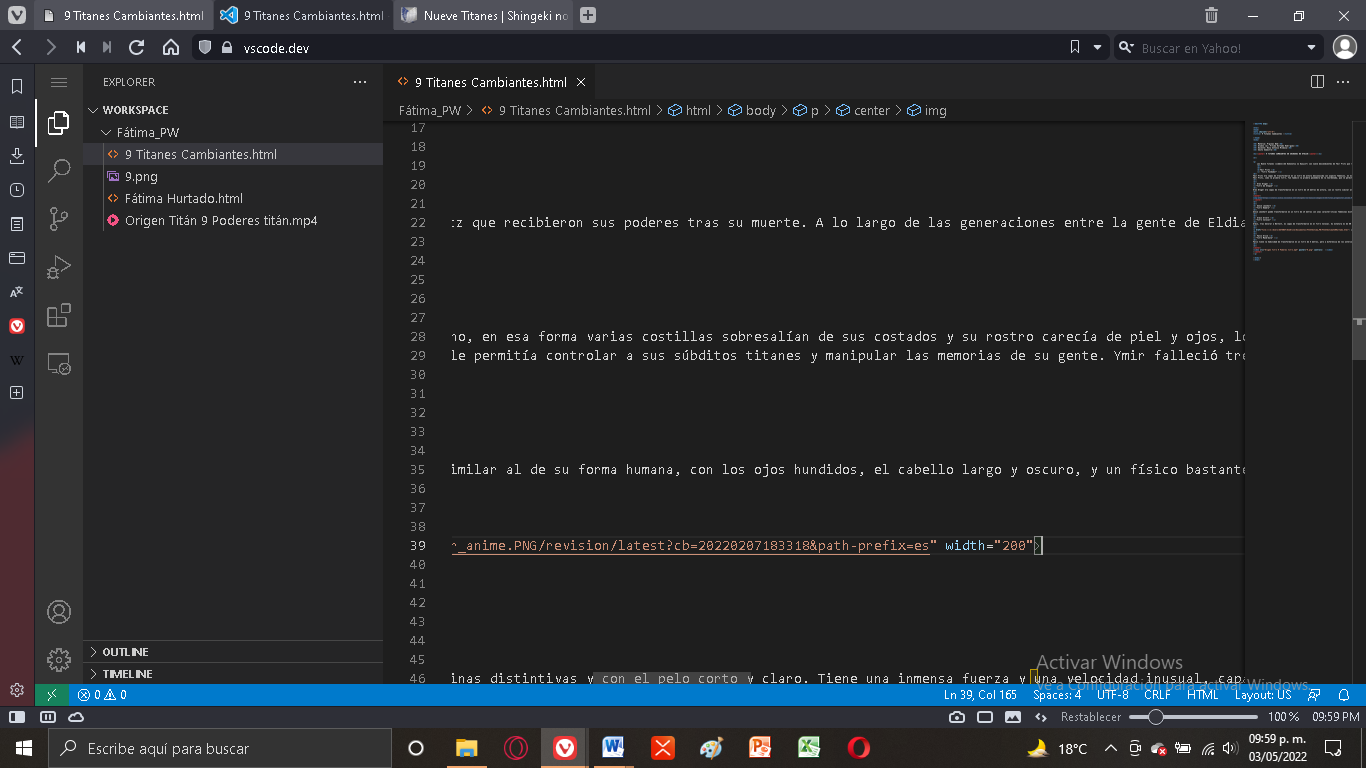 9 Titanes Cambiantes.html
9 Titanes Cambiantes.html
Nueve Titanes | Shingeki no
vscode.dev
Buscar en Yahoo!
EXPLORER
WORKSPACE
Fátima_PW
9 Titanes Cambiantes.html
9.png
Fátima Hurtado.html
Origen Titán 9 Poderes titán.mp4
OUTLINE
TIMELINE
9 Titanes Cambiantes.html
Fátima_PW > 9 Titanes Cambiantes.html > html > body > p > center > img
17
18
19
20
21
22 que recibieron sus poderes tras su muerte. A lo largo de las generaciones entre la gente de Eldia
23
24
25
26
27
28 no, en esa forma varias costillas sobresalían de sus costados y su rostro carecía de piel y ojos, lo
29 le permitía controlar a sus súbditos titanes y manipular las memorias de su gente. Ymir falleció tre
30
31
32
33
34
35 imilar al de su forma humana, con los ojos hundidos, el cabello largo y oscuro, y un físico bastante
36
37
38
39 _anime.PNG/revision/latest?cb=20220207183318&path-prefix=es" width="200">
40
41
42
43
44
45
46 inas distintivas y con el pelo corto y claro. Tiene una inmensa fuerza y una velocidad inusual, cap
Activar Windows
Ve a Configuración para activar Windows.
0 0
Ln 39, Col 165
Spaces: 4
UTF-8
CRLF
HTML
Layout: US
Restablecer
100 %
09:59 PM
Escribe aquí para buscar
18°C
09:59 p. m.
03/05/2022